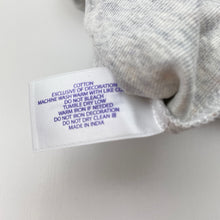 COTTON
EXCLUSIVE OF DECORATION
MACHINE WASH WARM WITH LIKE CO
DO NOT BLEACH
TUMBLE DRY LOW
WARM IRON IF NEEDED
DO NOT IRON DECORATION
DO NOT DRY CLEAN
MADE IN INDIA